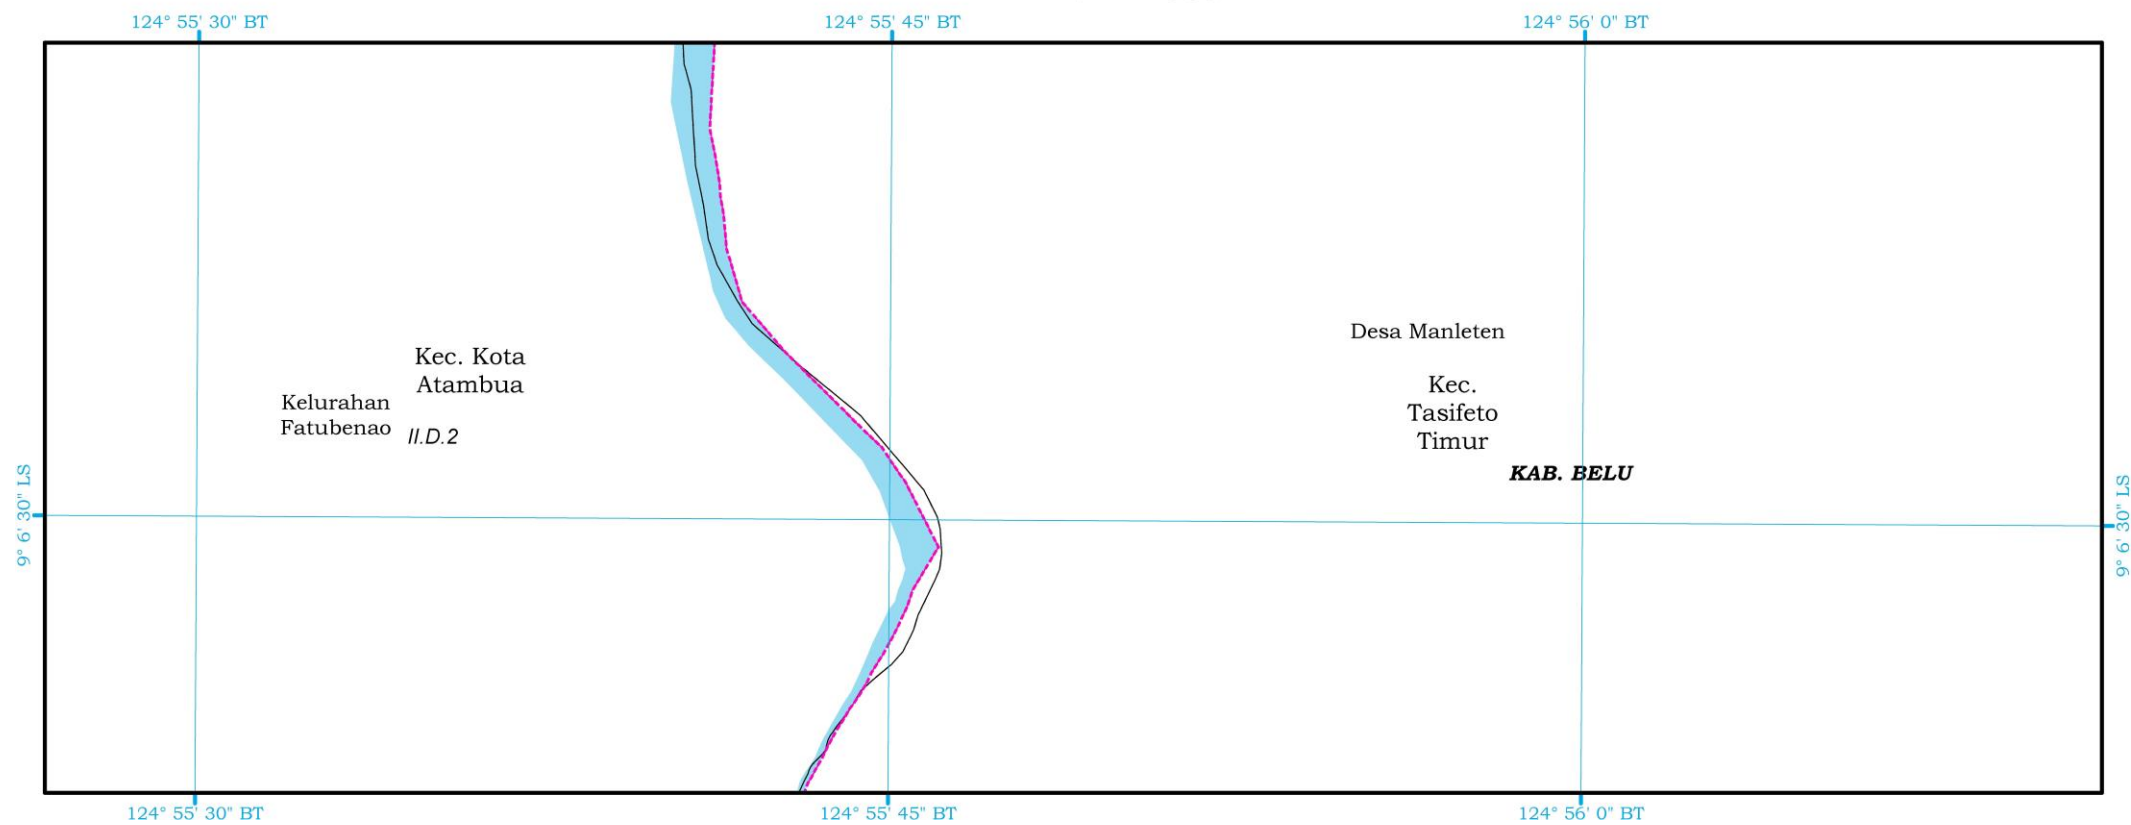 124° 55' 30" BT
124° 55' 45" BT
124° 56' 0" BT
Desa Manleten
Kec. Kota
Atambua
Kec.
Tasifeto
Timur
Kelurahan
Fatubenao
II.D.2
KAB. BELU
9° 6' 30" LS
9° 6' 30" LS
124° 55' 30" BT
124° 55' 45" BT
124° 56' 0" BT